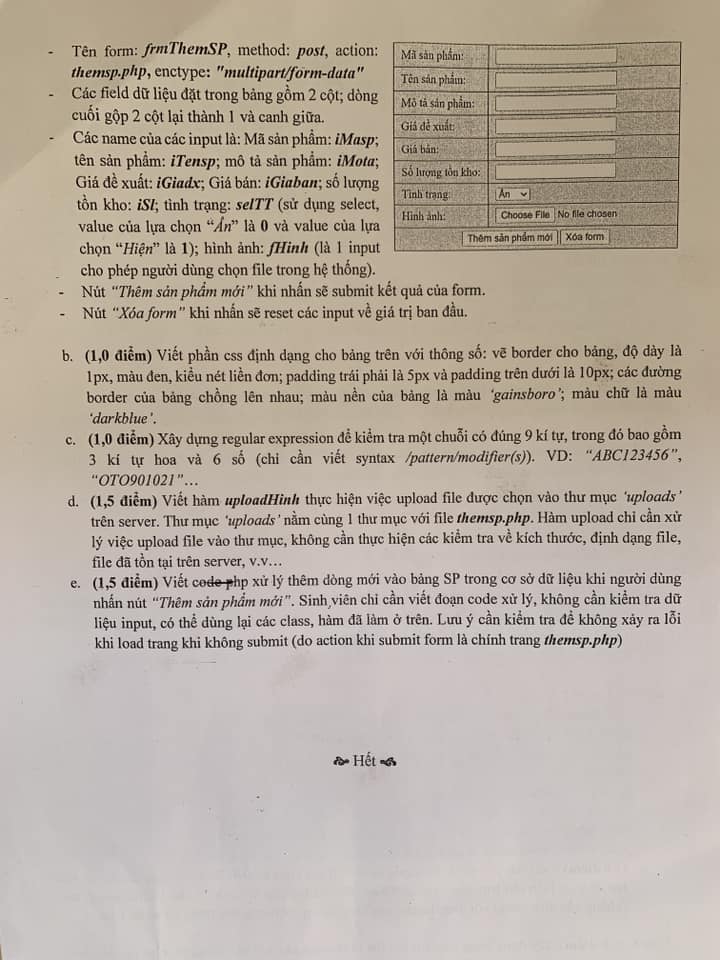 - Tên form: frmThemSP, method: post, action:
themsp.php, enctype: "multipart/form-data"
- Các field dữ liệu đặt trong bảng gồm 2 cột; dòng
cuối gộp 2 cột lại thành 1 và canh giữa.
- Các name của các input là: Mã sản phẩm: iMasp;
tên sản phẩm: iTensp; mô tả sản phẩm: iMota;
Giá đề xuất: iGiadx; Giá bán: iGiaban; số lượng
tồn kho: iSl; tình trạng: selTT (sử dụng select,
value của lựa chọn “Ẩn” là 0 và value của lựa
chọn “Hiện” là 1); hình ảnh: fHinh (là 1 input
cho phép người dùng chọn file trong hệ thống).
Mã sản phẩm:
Tên sản phẩm:
Mô tả sản phẩm:
Giá đề xuất:
Giá bán:
Số lượng tồn kho:
Tình trạng: Ẩn
Hình ảnh: Choose File No file chosen
Thêm sản phẩm mới Xóa form
- Nút “Thêm sản phẩm mới” khi nhấn sẽ submit kết quả của form.
- Nút “Xóa form” khi nhấn sẽ reset các input về giá trị ban đầu.
b. (1,0 điểm) Viết phần css định dạng cho bảng trên với thông số: vẽ border cho bảng, độ dày là
1px, màu đen, kiểu nét liền đơn; padding trái phải là 5px và padding trên dưới là 10px; các đường
border của bảng chồng lên nhau; màu nền của bảng là màu ‘gainsboro’; màu chữ là màu
‘darkblue’.
c. (1,0 điểm) Xây dựng regular expression để kiểm tra một chuỗi có đúng 9 kí tự, trong đó bao gồm
3 kí tự hoa và 6 số (chỉ cần viết syntax /pattern/modifier(s)). VD: “ABC123456”,
“OTO901021”…
d. (1,5 điểm) Viết hàm uploadHinh thực hiện việc upload file được chọn vào thư mục ‘uploads’
trên server. Thư mục ‘uploads’ nằm cùng 1 thư mục với file themsp.php. Hàm upload chỉ cần xử
lý việc upload file vào thư mục, không cần thực hiện các kiểm tra về kích thước, định dạng file,
file đã tồn tại trên server, v.v…
e. (1,5 điểm) Viết code php xử lý thêm dòng mới vào bảng SP trong cơ sở dữ liệu khi người dùng
nhấn nút “Thêm sản phẩm mới”. Sinh viên chỉ cần viết đoạn code xử lý, không cần kiểm tra dữ
liệu input, có thể dùng lại các class, hàm đã làm ở trên. Lưu ý cần kiểm tra để không xảy ra lỗi
khi load trang khi không submit (do action khi submit form là chính trang themsp.php)
Hết